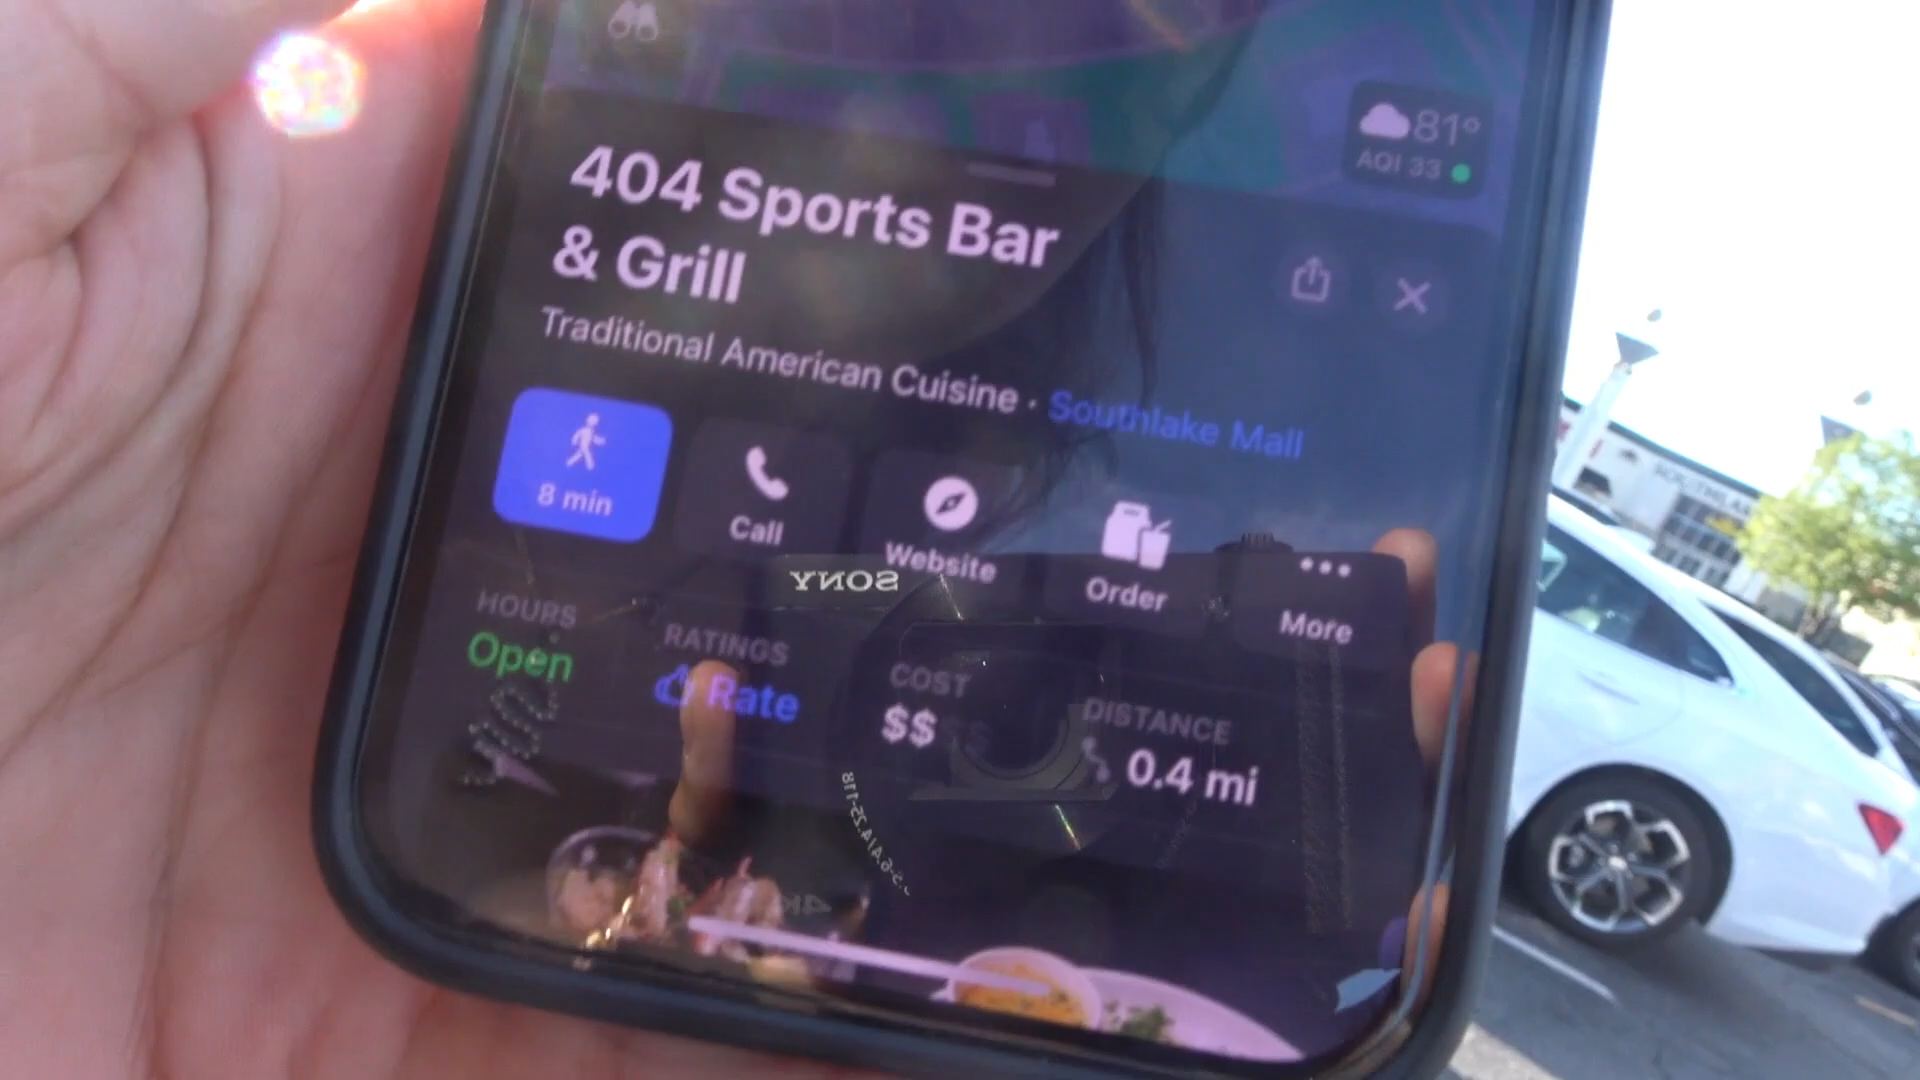 81°
AQI 33
404 Sports Bar
& Grill
Traditional American Cuisine · Southlake Mall
8 min
Call
Website
Order
More
SONY
HOURS
Open
RATINGS
Rate
COST
$$$$
DISTANCE
0.4 mi
4K